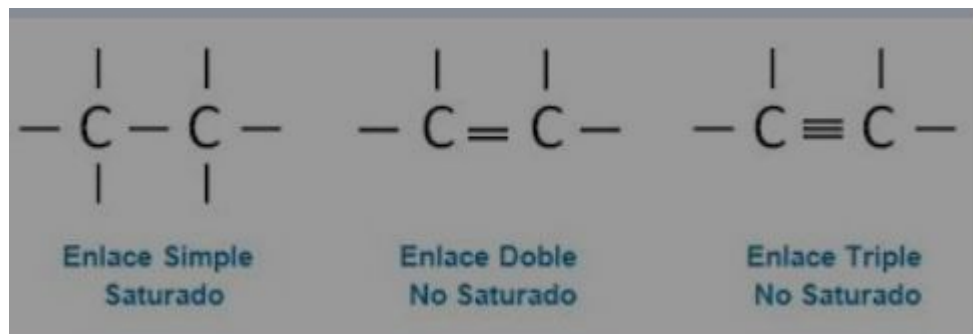 C — C
C = C
C ≡ C
Enlace Simple
Saturado
Enlace Doble
No Saturado
Enlace Triple
No Saturado